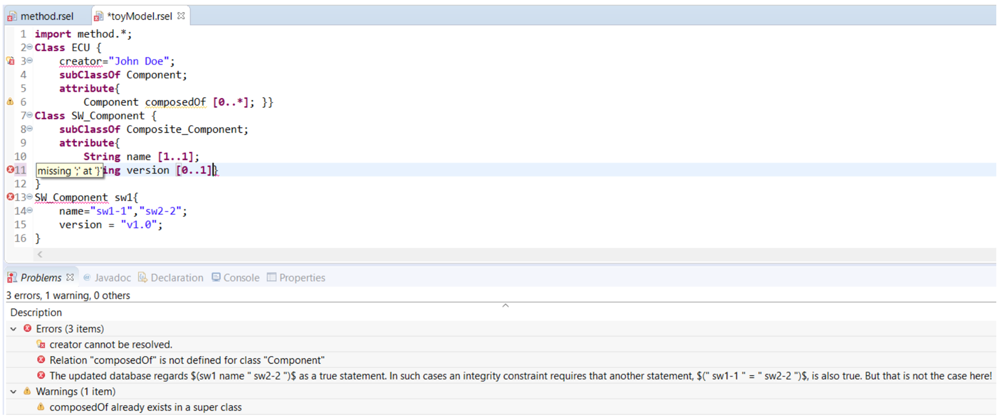 method.rsel *toyModel.rsel
1 import method.*;
2 Class ECU {
3 creator="John Doe";
4 subClassOf Component;
5 attribute{
6 Component composedOf [0..*]; }}
7 Class SW_Component {
8 subClassOf Composite_Component;
9 attribute{
10 String name [1..1];
11 missing ';' at '}' ing version [0..1]}
12 }
13 SW_Component sw1{
14 name="sw1-1","sw2-2";
15 version = "v1.0";
16 }
Problems @ Javadoc Declaration Console Properties
3 errors, 1 warning, 0 others
Description
Errors (3 items)
creator cannot be resolved.
Relation "composedOf" is not defined for class "Component"
The updated database regards $(sw1 name " sw2-2 ")$ as a true statement. In such cases an integrity constraint requires that another statement, $(" sw1-1 " = " sw2-2 ")$, is also true. But that is not the case here!
Warnings (1 item)
composedOf already exists in a super class